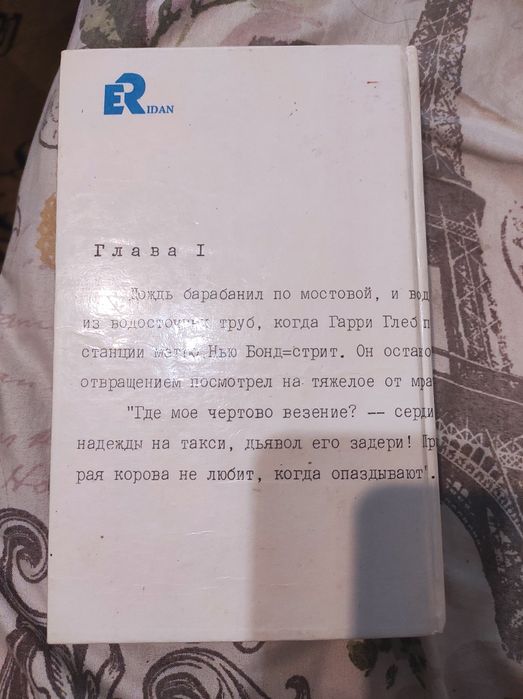 ERIDAN
Глава I
Дождь барабанил по мостовой, и вод
из водосточных труб, когда Гарри Глеб п
станции метро Нью Бонд=стрит. Он остано
отвращением посмотрел на тяжелое от мра
"Где мое чертово везение? -- серди
надежды на такси, дьявол его задери! При
рая корова не любит, когда опаздывают".